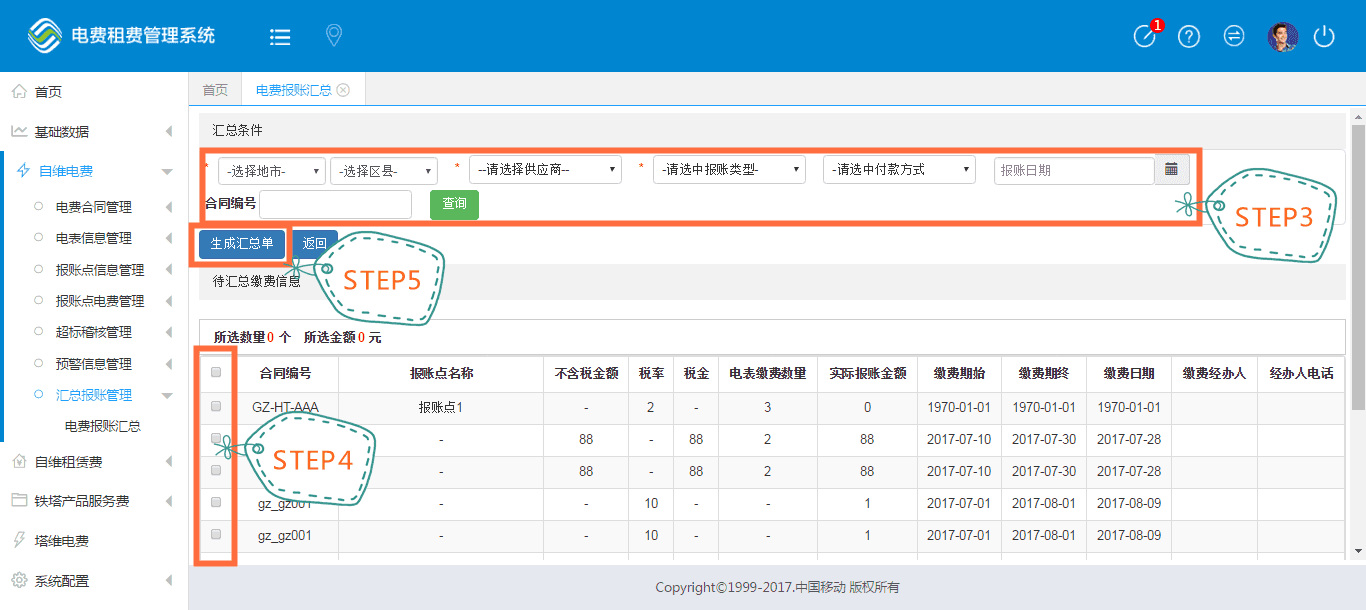 电费租费管理系统
1
首页
基础数据
自维电费
电费合同管理
电表信息管理
报账点信息管理
报账点电费管理
超标稽核管理
预警信息管理
汇总报账管理
电费报账汇总
自维租赁费
铁塔产品服务费
塔维电费
系统配置
首页 电费报账汇总
汇总条件
* -选择地市- -选择区县- * --请选择供应商-- * -请选中报账类型- -请选中付款方式 报账日期
合同编号 查询
STEP3
生成汇总单 返回
STEP5
待汇总缴费信息
所选数量0 个 所选金额0 元
合同编号 报账点名称 不含税金额 税率 税金 电表缴费数量 实际报账金额 缴费期始 缴费期终 缴费日期 缴费经办人 经办人电话
GZ-HT-AAA 报账点1 - 2 - 3 0 1970-01-01 1970-01-01 1970-01-01
- 88 - 88 2 88 2017-07-10 2017-07-30 2017-07-28
STEP4
- 88 - 88 2 88 2017-07-10 2017-07-30 2017-07-28
gz_gz001 - - 10 - - 1 2017-07-01 2017-08-01 2017-08-09
gz_gz001 - - 10 - - 1 2017-07-01 2017-08-01 2017-08-09
Copyright©1999-2017.中国移动 版权所有